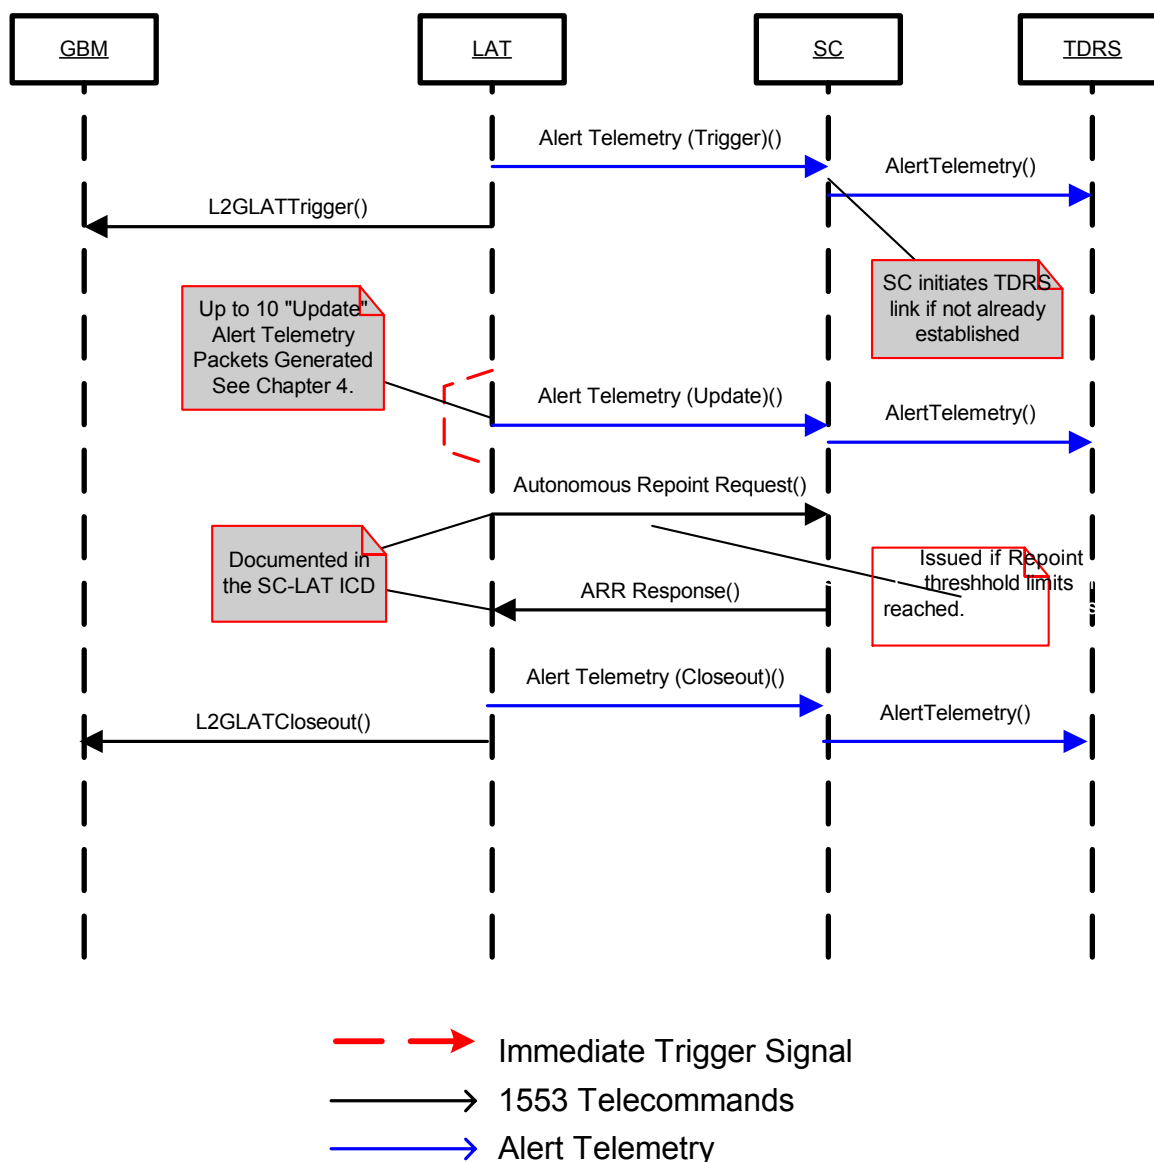 GBM
LAT
SC
TDRS
Alert Telemetry (Trigger)()
AlertTelemetry()
L2GLATTrigger()
SC initiates TDRS
link if not already
established
Up to 10 "Update"
Alert Telemetry
Packets Generated
See Chapter 4.
Alert Telemetry (Update)()
AlertTelemetry()
Autonomous Repoint Request()
Documented in
the SC-LAT ICD
Issued if Repoint
threshhold limits
reached.
ARR Response()
Alert Telemetry (Closeout)()
AlertTelemetry()
L2GLATCloseout()
Immediate Trigger Signal
1553 Telecommands
Alert Telemetry